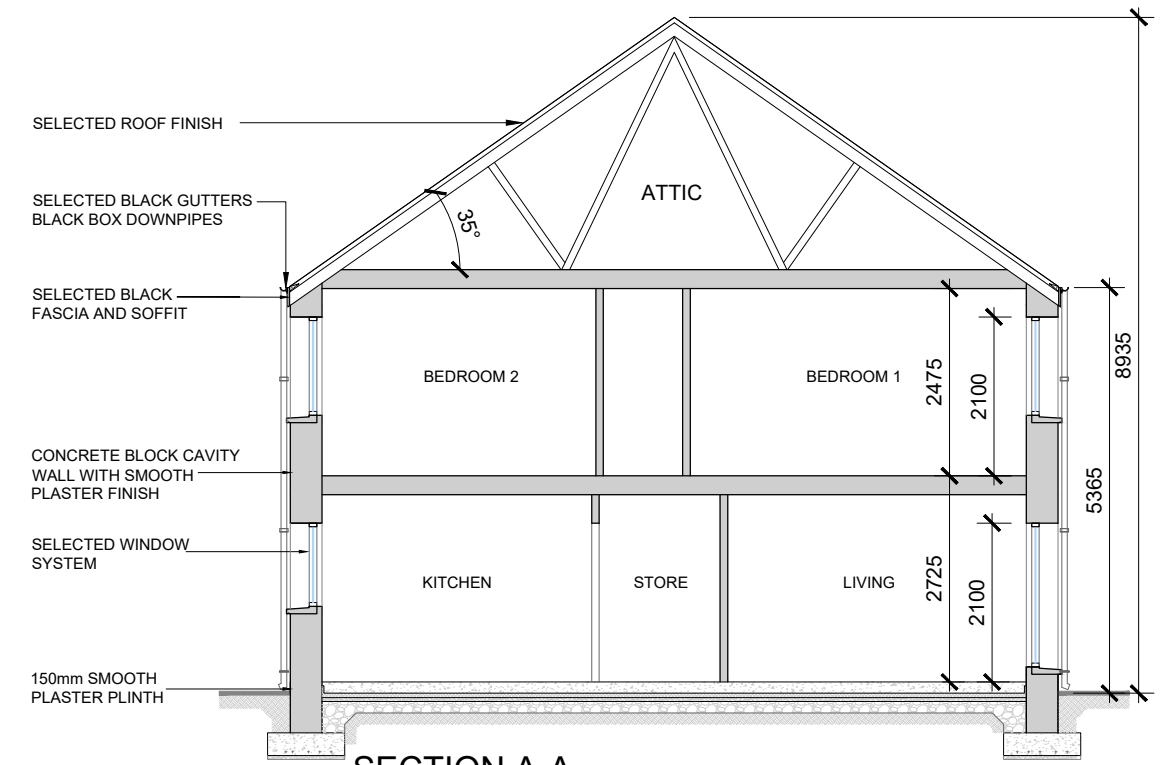 SELECTED ROOF FINISH
SELECTED BLACK GUTTERS
BLACK BOX DOWNPIPES
SELECTED BLACK
FASCIA AND SOFFIT
CONCRETE BLOCK CAVITY
WALL WITH SMOOTH
PLASTER FINISH
SELECTED WINDOW
SYSTEM
150mm SMOOTH
PLASTER PLINTH
ATTIC
35°
BEDROOM 2
BEDROOM 1
KITCHEN
STORE
LIVING
2475
2100
2725
2100
5365
8935
SECTION A-A